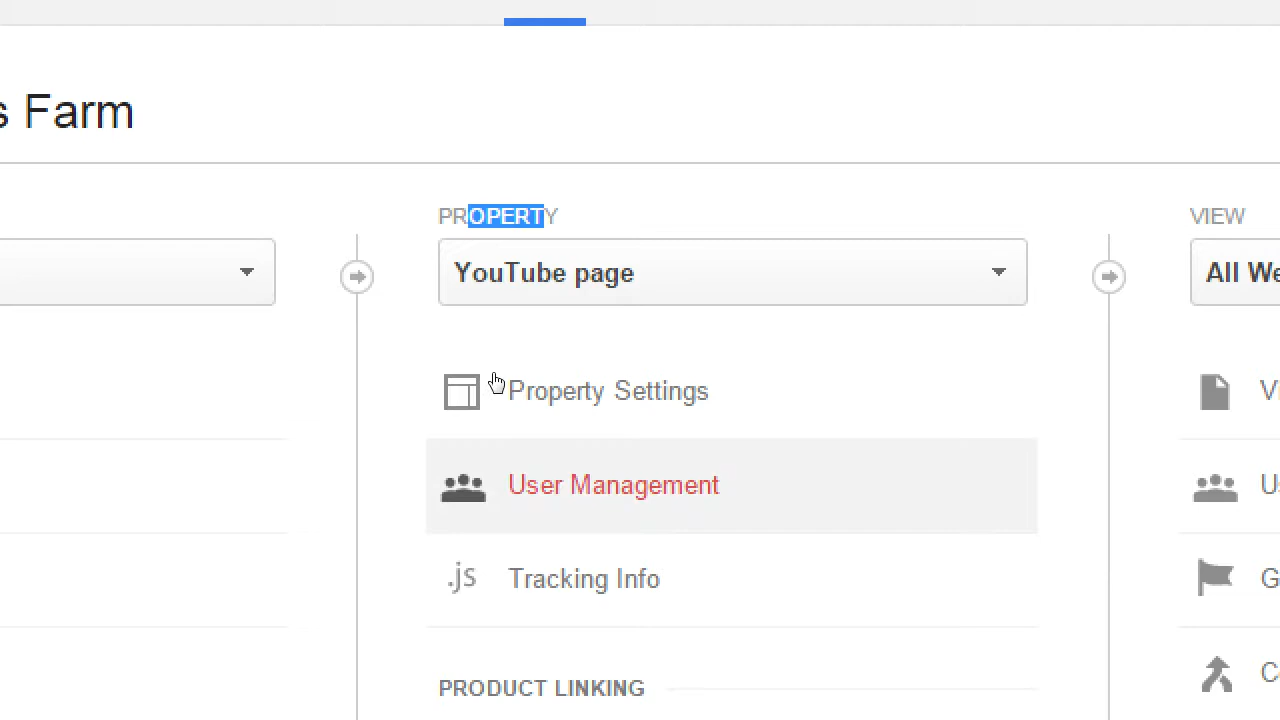 s Farm
PROPERTY
VIEW
YouTube page
All We
Property Settings
User Management
.js Tracking Info
PRODUCT LINKING